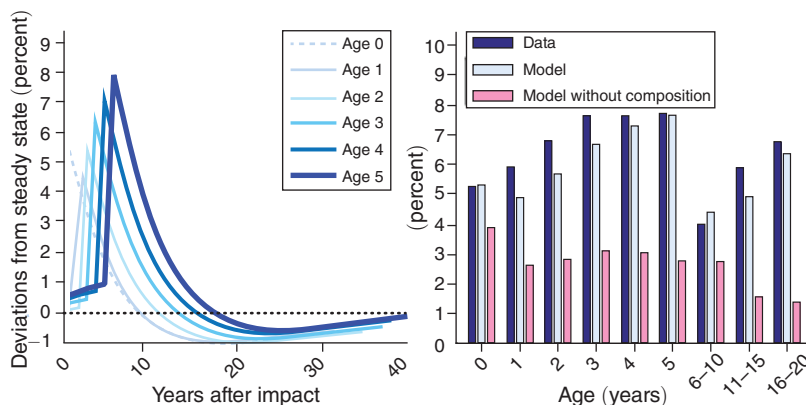 Deviations from steady state (percent)
9
8
7
6
5
4
3
2
1
0
−1
0
10
20
30
40
Years after impact
Age 0
Age 1
Age 2
Age 3
Age 4
Age 5
(percent)
10
9
8
7
6
5
4
3
2
1
0
0
1
2
3
4
5
6–10
11–15
16–20
Age (years)
Data
Model
Model without composition